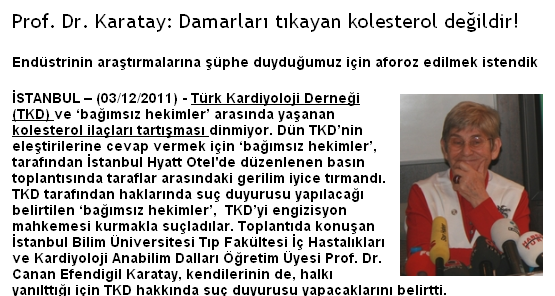 Prof. Dr. Karatay: Damarları tıkayan kolesterol değildir!
Endüstrinin araştırmalarına şüphe duyduğumuz için aforoz edilmek istendik
İSTANBUL – (03/12/2011) - Türk Kardiyoloji Derneği
(TKD) ve ‘bağımsız hekimler’ arasında yaşanan
kolesterol ilaçları tartışması dinmiyor. Dün TKD’nin
eleştirilerine cevap vermek için ‘bağımsız hekimler’,
tarafından İstanbul Hyatt Otel'de düzenlenen basın
toplantısında taraflar arasındaki gerilim iyice tırmandı.
TKD tarafından haklarında suç duyurusu yapılacağı
belirtilen ‘bağımsız hekimler’, TKD’yi engizisyon
mahkemesi kurmakla suçladılar. Toplantıda konuşan
İstanbul Bilim Üniversitesi Tıp Fakültesi İç Hastalıkları
ve Kardiyoloji Anabilim Dalları Öğretim Üyesi Prof. Dr.
Canan Efendigil Karatay, kendilerinin de, halkı
yanılttığı için TKD hakkında suç duyurusu yapacaklarını belirtti.